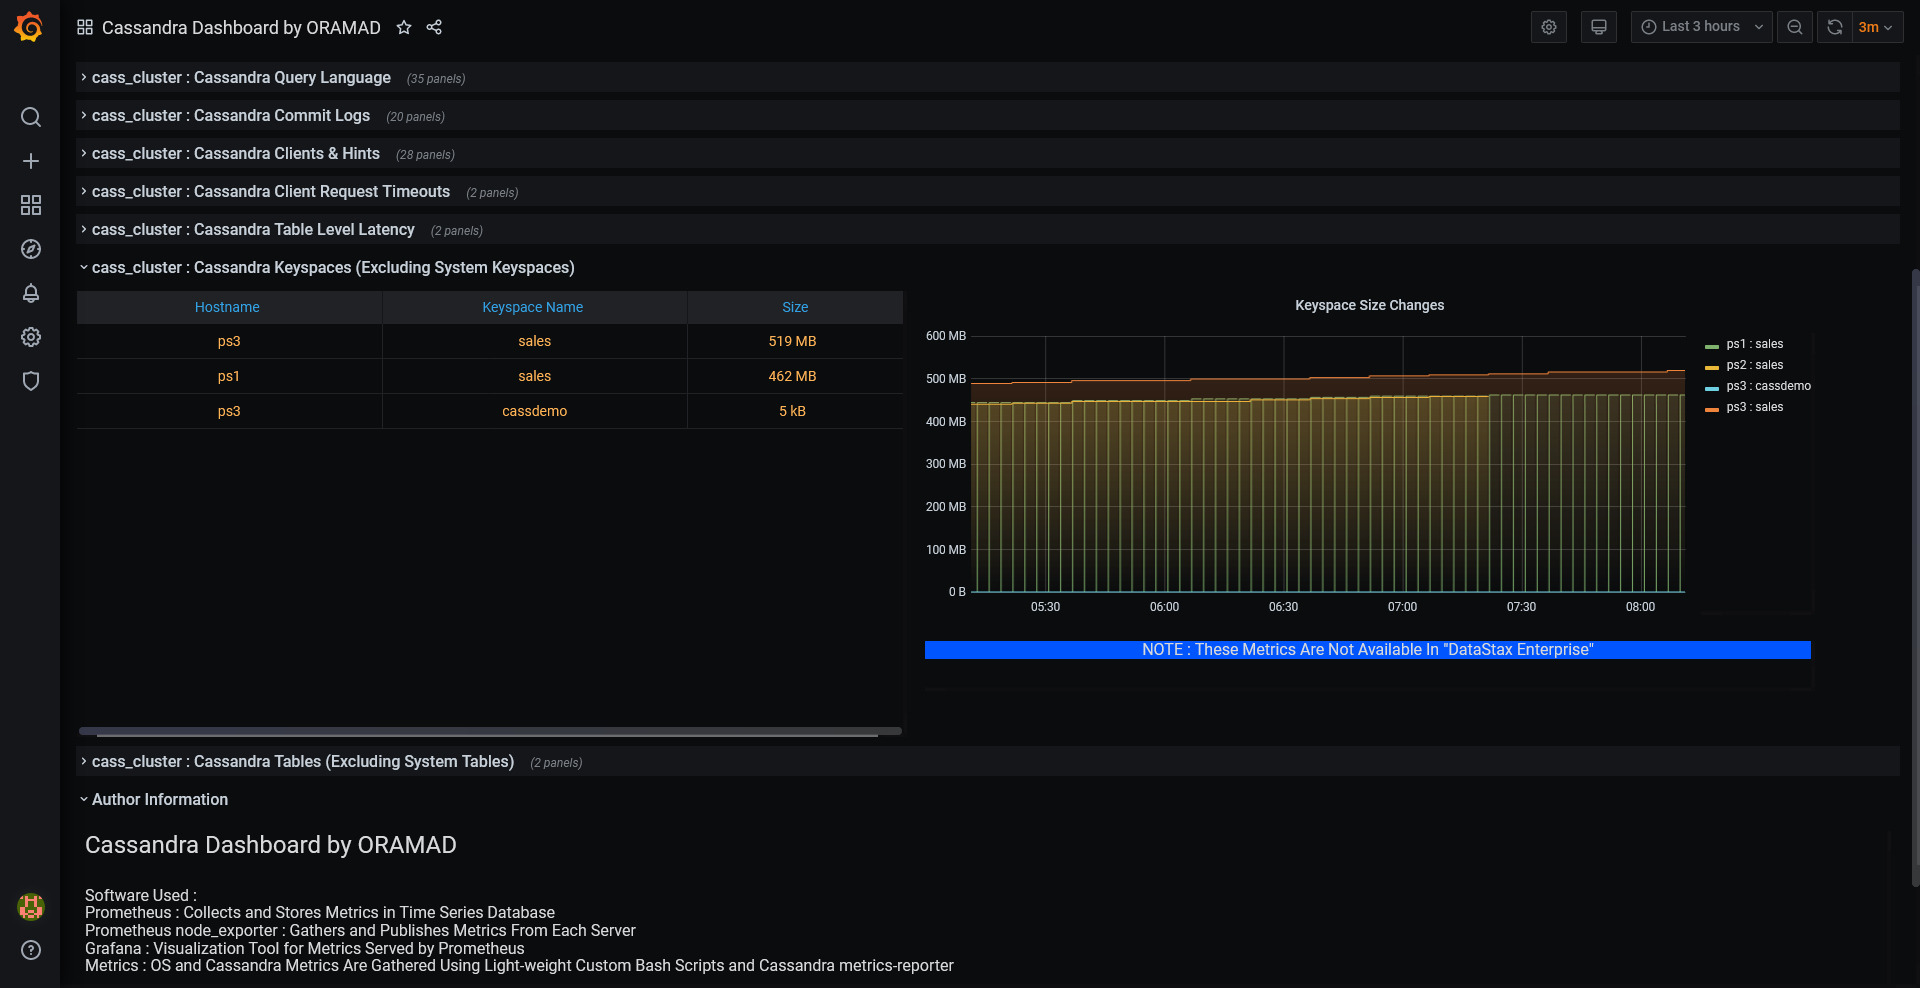 Cassandra Dashboard by ORAMAD
Last 3 hours
3m
cass_cluster : Cassandra Query Language (35 panels)
cass_cluster : Cassandra Commit Logs (20 panels)
cass_cluster : Cassandra Clients & Hints (28 panels)
cass_cluster : Cassandra Client Request Timeouts (2 panels)
cass_cluster : Cassandra Table Level Latency (2 panels)
cass_cluster : Cassandra Keyspaces (Excluding System Keyspaces)
Hostname Keyspace Name Size
ps3 sales 519 MB
ps1 sales 462 MB
ps3 cassdemo 5 kB
Keyspace Size Changes
600 MB
500 MB
400 MB
300 MB
200 MB
100 MB
0 B
05:30 06:00 06:30 07:00 07:30 08:00
ps1 : sales
ps2 : sales
ps3 : cassdemo
ps3 : sales
NOTE : These Metrics Are Not Available In "DataStax Enterprise"
cass_cluster : Cassandra Tables (Excluding System Tables) (2 panels)
Author Information
Cassandra Dashboard by ORAMAD
Software Used :
Prometheus : Collects and Stores Metrics in Time Series Database
Prometheus node_exporter : Gathers and Publishes Metrics From Each Server
Grafana : Visualization Tool for Metrics Served by Prometheus
Metrics : OS and Cassandra Metrics Are Gathered Using Light-weight Custom Bash Scripts and Cassandra metrics-reporter